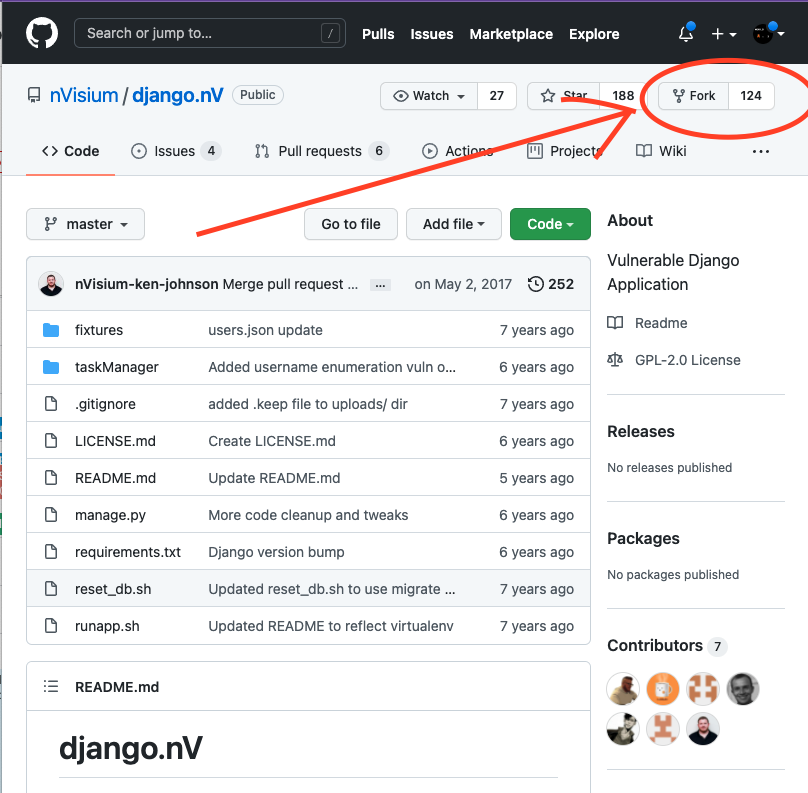 Search or jump to... / Pulls Issues Marketplace Explore
nVisium / django.nV Public Watch 27 Star 188 Fork 124
Code Issues 4 Pull requests 6 Actions Projects Wiki ...
master Go to file Add file Code
nVisium-ken-johnson Merge pull request ... ... on May 2, 2017 252
fixtures users.json update 7 years ago
taskManager Added username enumeration vuln o... 6 years ago
.gitignore added .keep file to uploads/ dir 7 years ago
LICENSE.md Create LICENSE.md 6 years ago
README.md Update README.md 5 years ago
manage.py More code cleanup and tweaks 6 years ago
requirements.txt Django version bump 6 years ago
reset_db.sh Updated reset_db.sh to use migrate ... 7 years ago
runapp.sh Updated README to reflect virtualenv 7 years ago
README.md
django.nV
About
Vulnerable Django
Application
Readme
GPL-2.0 License
Releases
No releases published
Packages
No packages published
Contributors 7